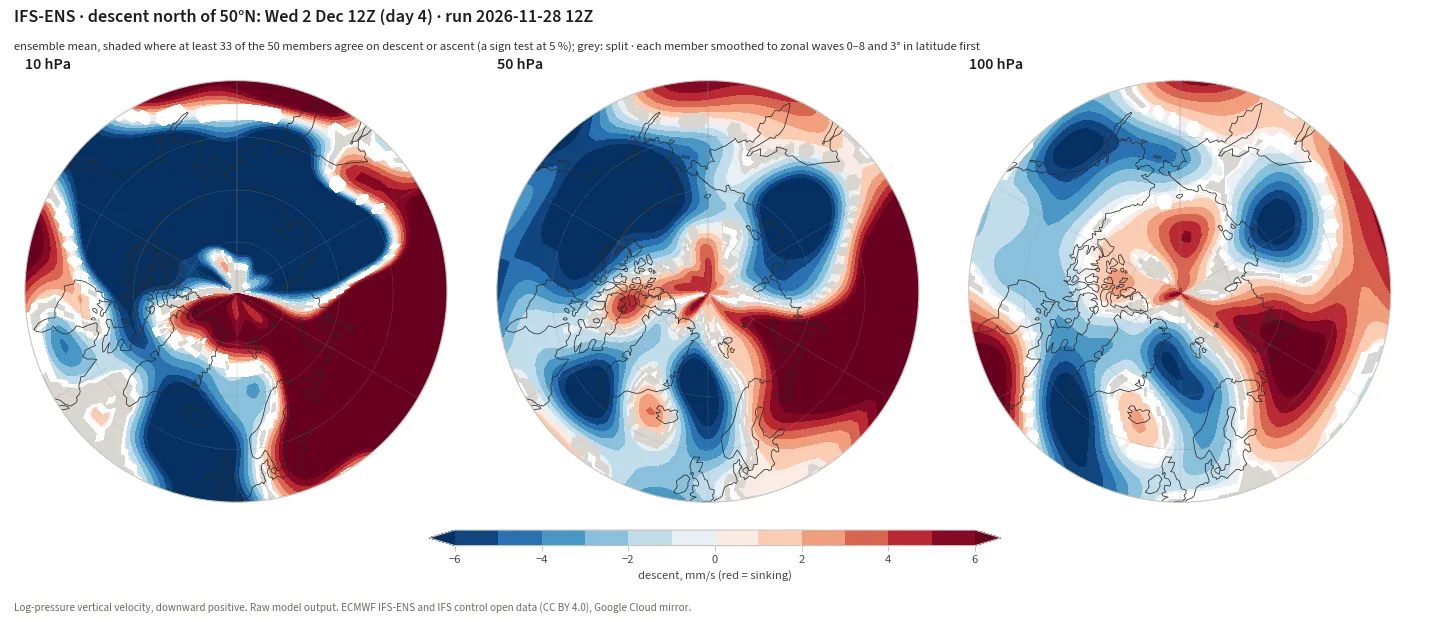 IFS-ENS · descent north of 50°N: Wed 2 Dec 12Z (day 4) · run 2026-11-28 12Z
ensemble mean, shaded where at least 33 of the 50 members agree on descent or ascent (a sign test at 5 %); grey: split · each member smoothed to zonal waves 0–8 and 3° in latitude first
10 hPa 50 hPa 100 hPa
−6 −4 −2 0 2 4 6
descent, mm/s (red = sinking)
Log-pressure vertical velocity, downward positive. Raw model output. ECMWF IFS-ENS and IFS control open data (CC BY 4.0), Google Cloud mirror.